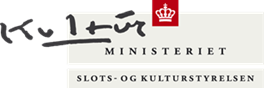 Kultur
MINISTERIET
SLOTS- OG KULTURSTYRELSEN